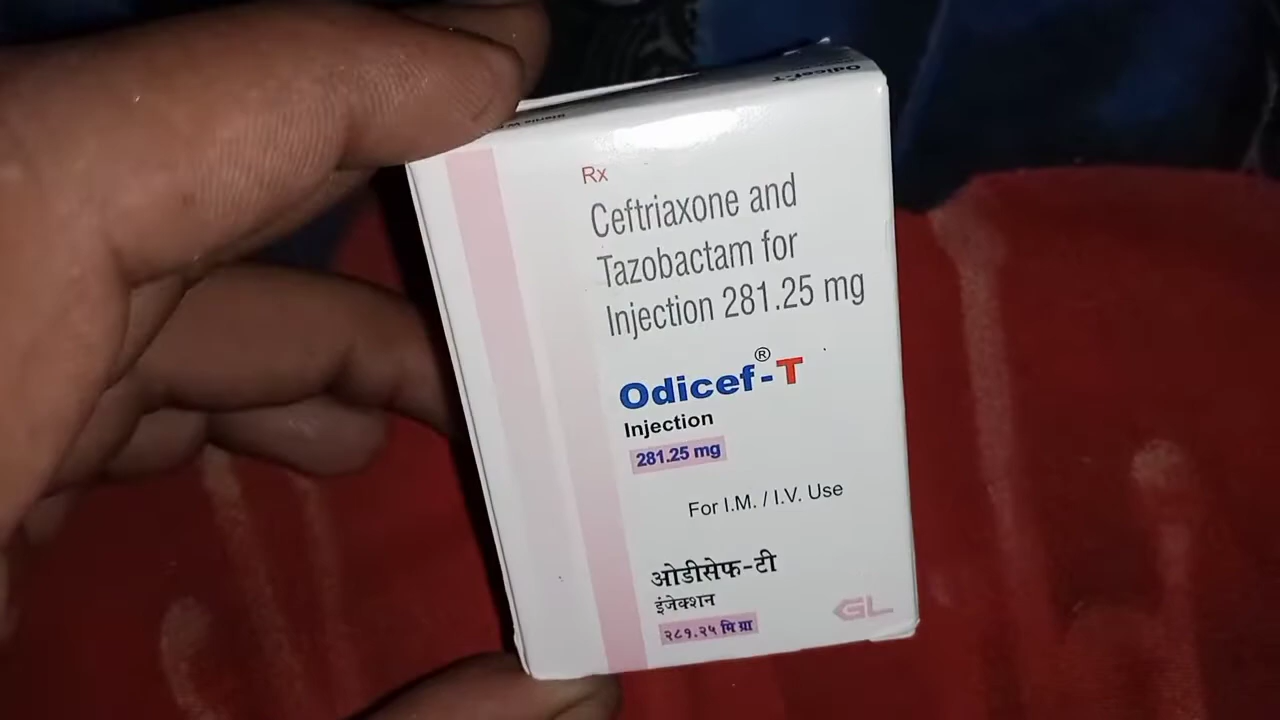 Odicef-T
Rx
Ceftriaxone and
Tazobactam for
Injection 281.25 mg
Odicef®-T
Injection
281.25 mg
For I.M. / I.V. Use
ओडीसेफ-टी
इंजेक्शन
२८१.२५ मि ग्रा
GL